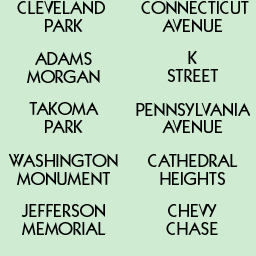 CLEVELAND
PARK
CONNECTICUT
AVENUE
ADAMS
MORGAN
K
STREET
TAKOMA
PARK
PENNSYLVANIA
AVENUE
WASHINGTON
MONUMENT
CATHEDRAL
HEIGHTS
JEFFERSON
MEMORIAL
CHEVY
CHASE